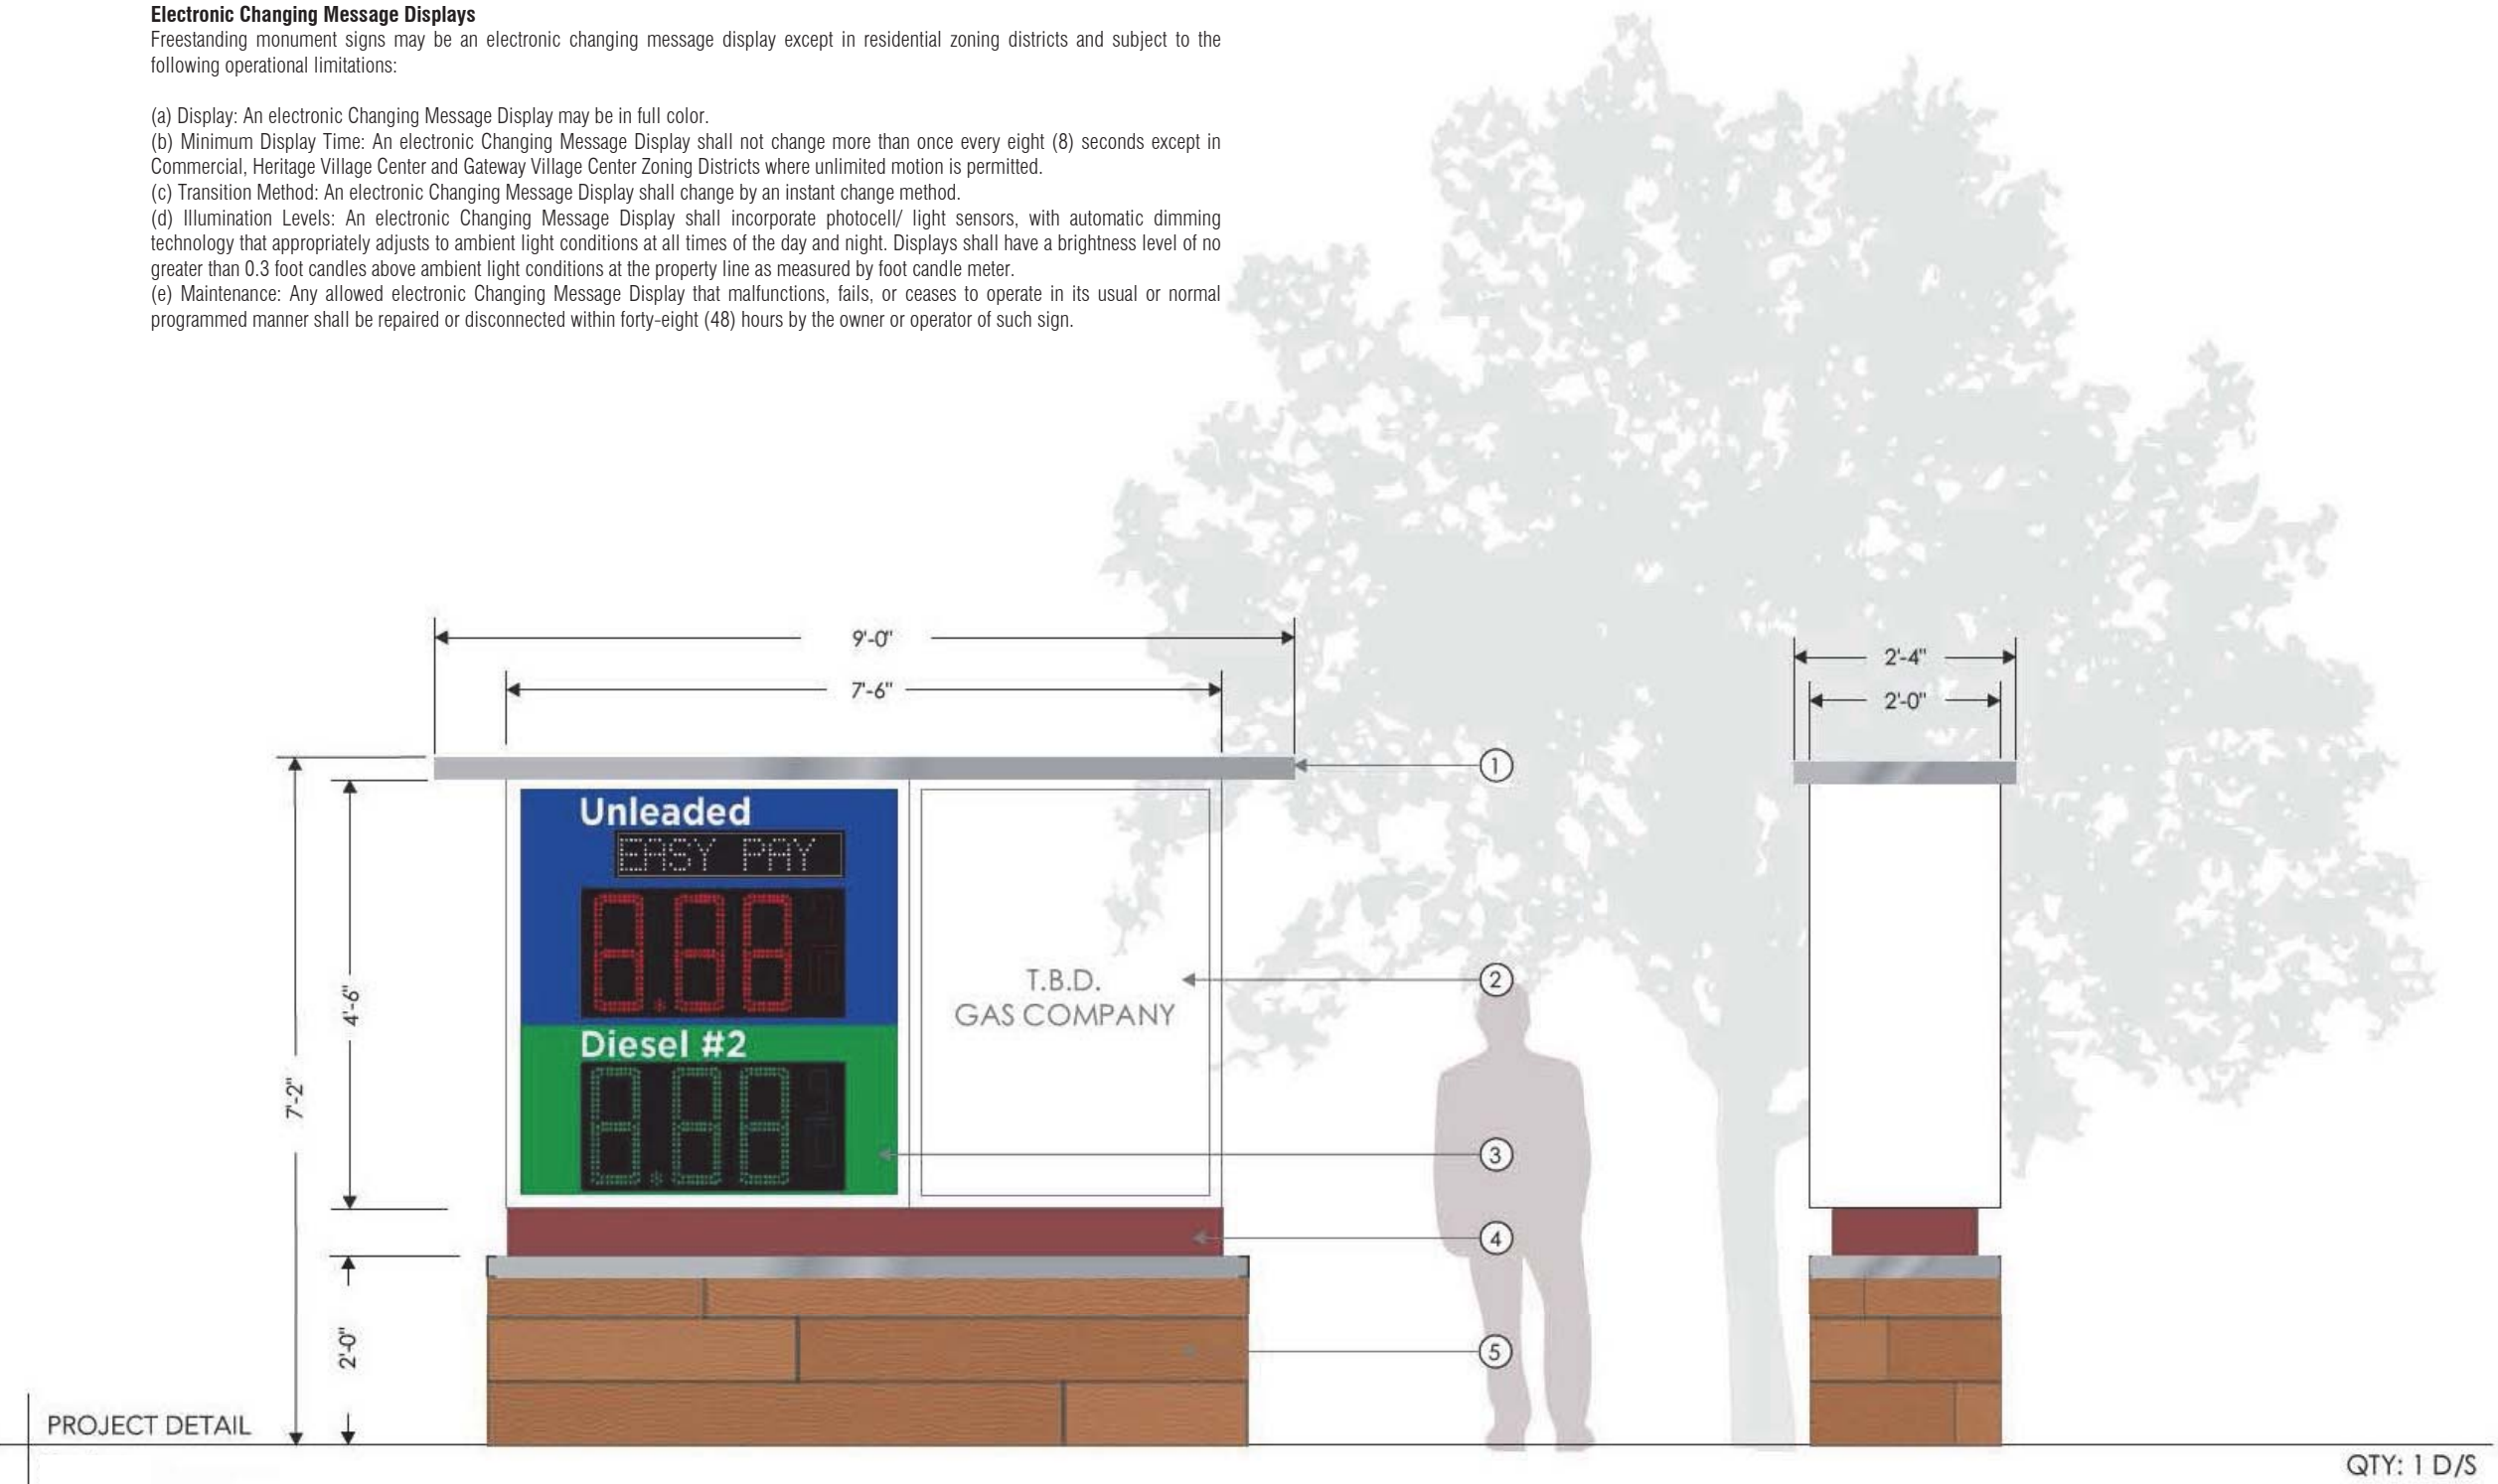 Electronic Changing Message Displays
Freestanding monument signs may be an electronic changing message display except in residential zoning districts and subject to the
following operational limitations:
(a) Display: An electronic Changing Message Display may be in full color.
(b) Minimum Display Time: An electronic Changing Message Display shall not change more than once every eight (8) seconds except in
Commercial, Heritage Village Center and Gateway Village Center Zoning Districts where unlimited motion is permitted.
(c) Transition Method: An electronic Changing Message Display shall change by an instant change method.
(d) Illumination Levels: An electronic Changing Message Display shall incorporate photocell/ light sensors, with automatic dimming
technology that appropriately adjusts to ambient light conditions at all times of the day and night. Displays shall have a brightness level of no
greater than 0.3 foot candles above ambient light conditions at the property line as measured by foot candle meter.
(e) Maintenance: Any allowed electronic Changing Message Display that malfunctions, fails, or ceases to operate in its usual or normal
programmed manner shall be repaired or disconnected within forty-eight (48) hours by the owner or operator of such sign.
9'-0"
7'-6"
2'-4"
2'-0"
1
Unleaded
EASY PAY
8.88
T.B.D.
GAS COMPANY
2
4'-6"
Diesel #2
8.88
7'-2"
3
4
2'-0"
5
PROJECT DETAIL
QTY: 1 D/S